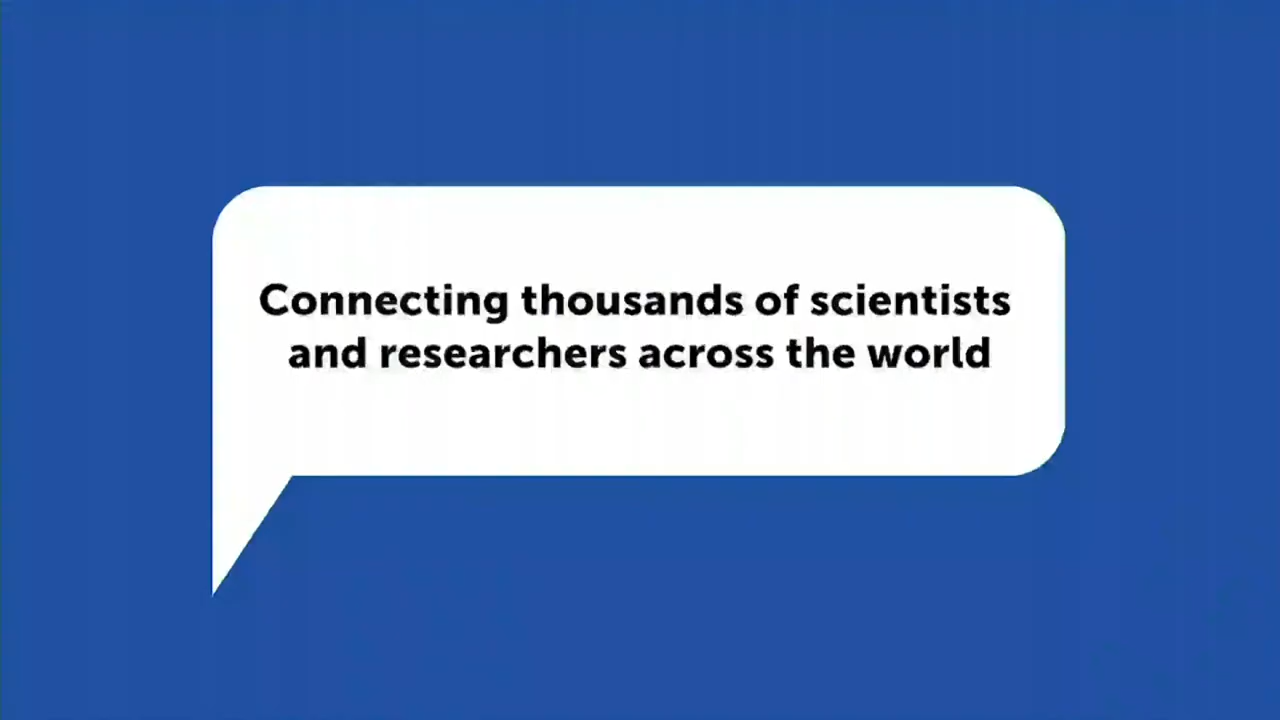 Connecting thousands of scientists
and researchers across the world